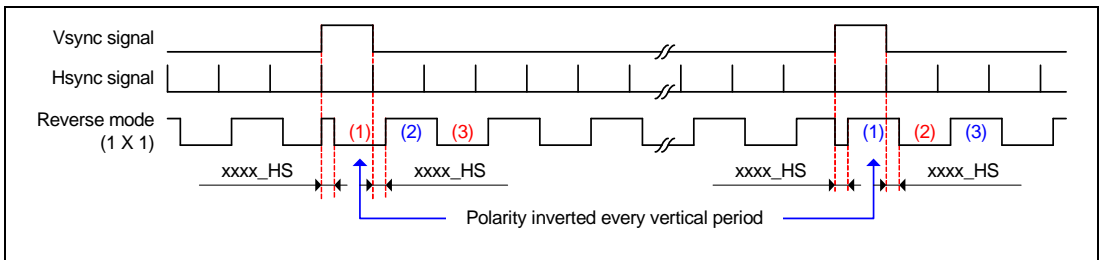 Vsync signal
Hsync signal
Reverse mode
(1 X 1)
(1) (2) (3) (1) (2) (3)
xxxx_HS xxxx_HS xxxx_HS xxxx_HS
Polarity inverted every vertical period